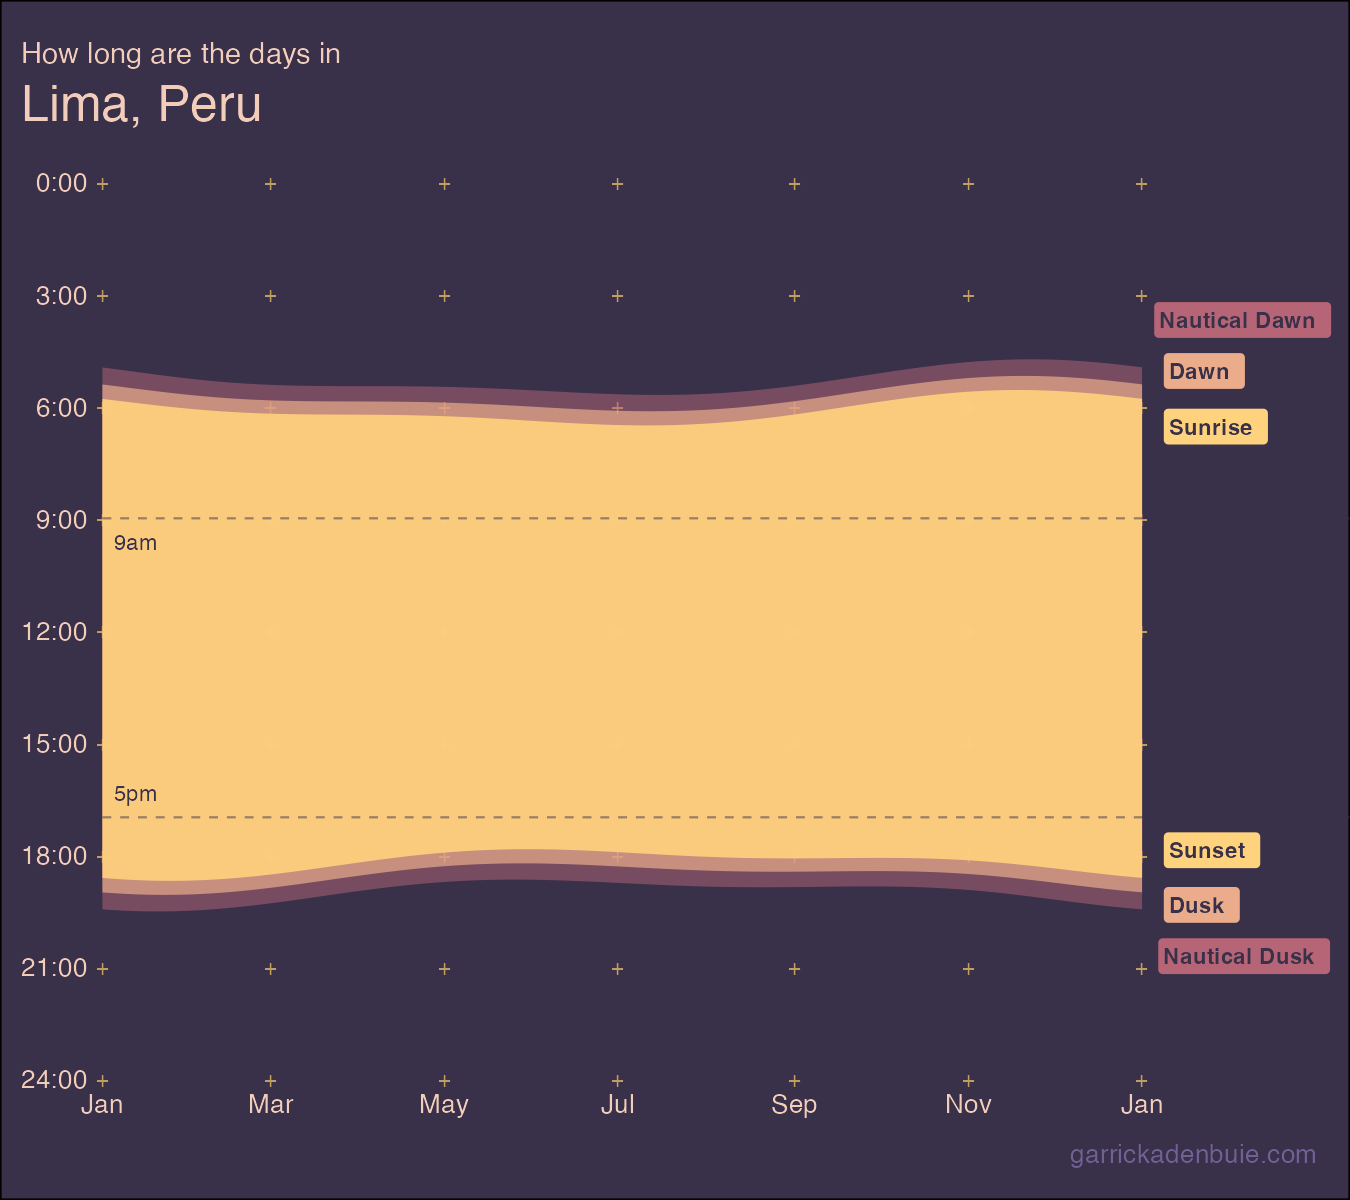 How long are the days in
Lima, Peru
0:00
3:00
Nautical Dawn
Dawn
6:00
Sunrise
9:00
9am
12:00
15:00
5pm
18:00
Sunset
Dusk
Nautical Dusk
21:00
24:00
Jan Mar May Jul Sep Nov Jan
garrickadenbuie.com